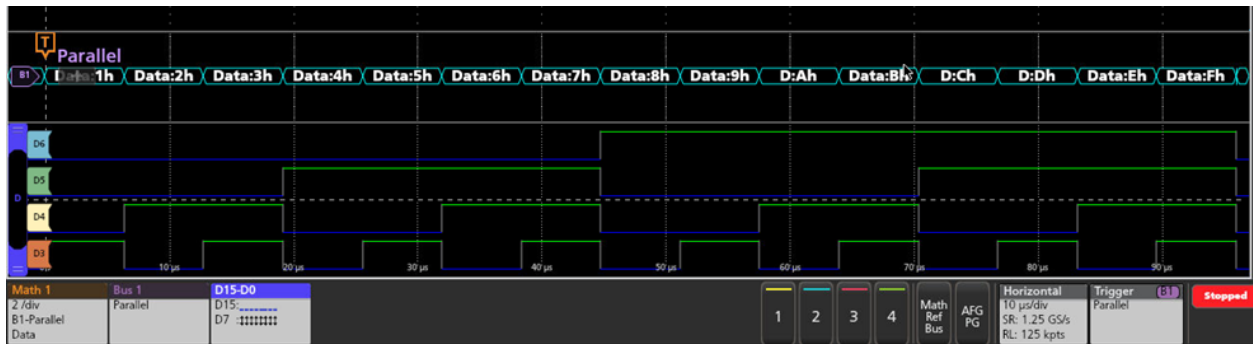 T
Parallel
B1 Data:1h Data:2h Data:3h Data:4h Data:5h Data:6h Data:7h Data:8h Data:9h D:Ah Data:Bh D:Ch D:Dh Data:Eh Data:Fh
D6
D5
D
D4
D3
10 µs 20 µs 30 µs 40 µs 50 µs 60 µs 70 µs 80 µs 90 µs
Math 1 Bus 1 D15-D0 Horizontal Trigger B1
2 /div Parallel D15: 10 µs/div Parallel Stopped
B1-Parallel D7 : 1 2 3 4 Math Ref Bus AFG PG SR: 1.25 GS/s
Data RL: 125 kpts